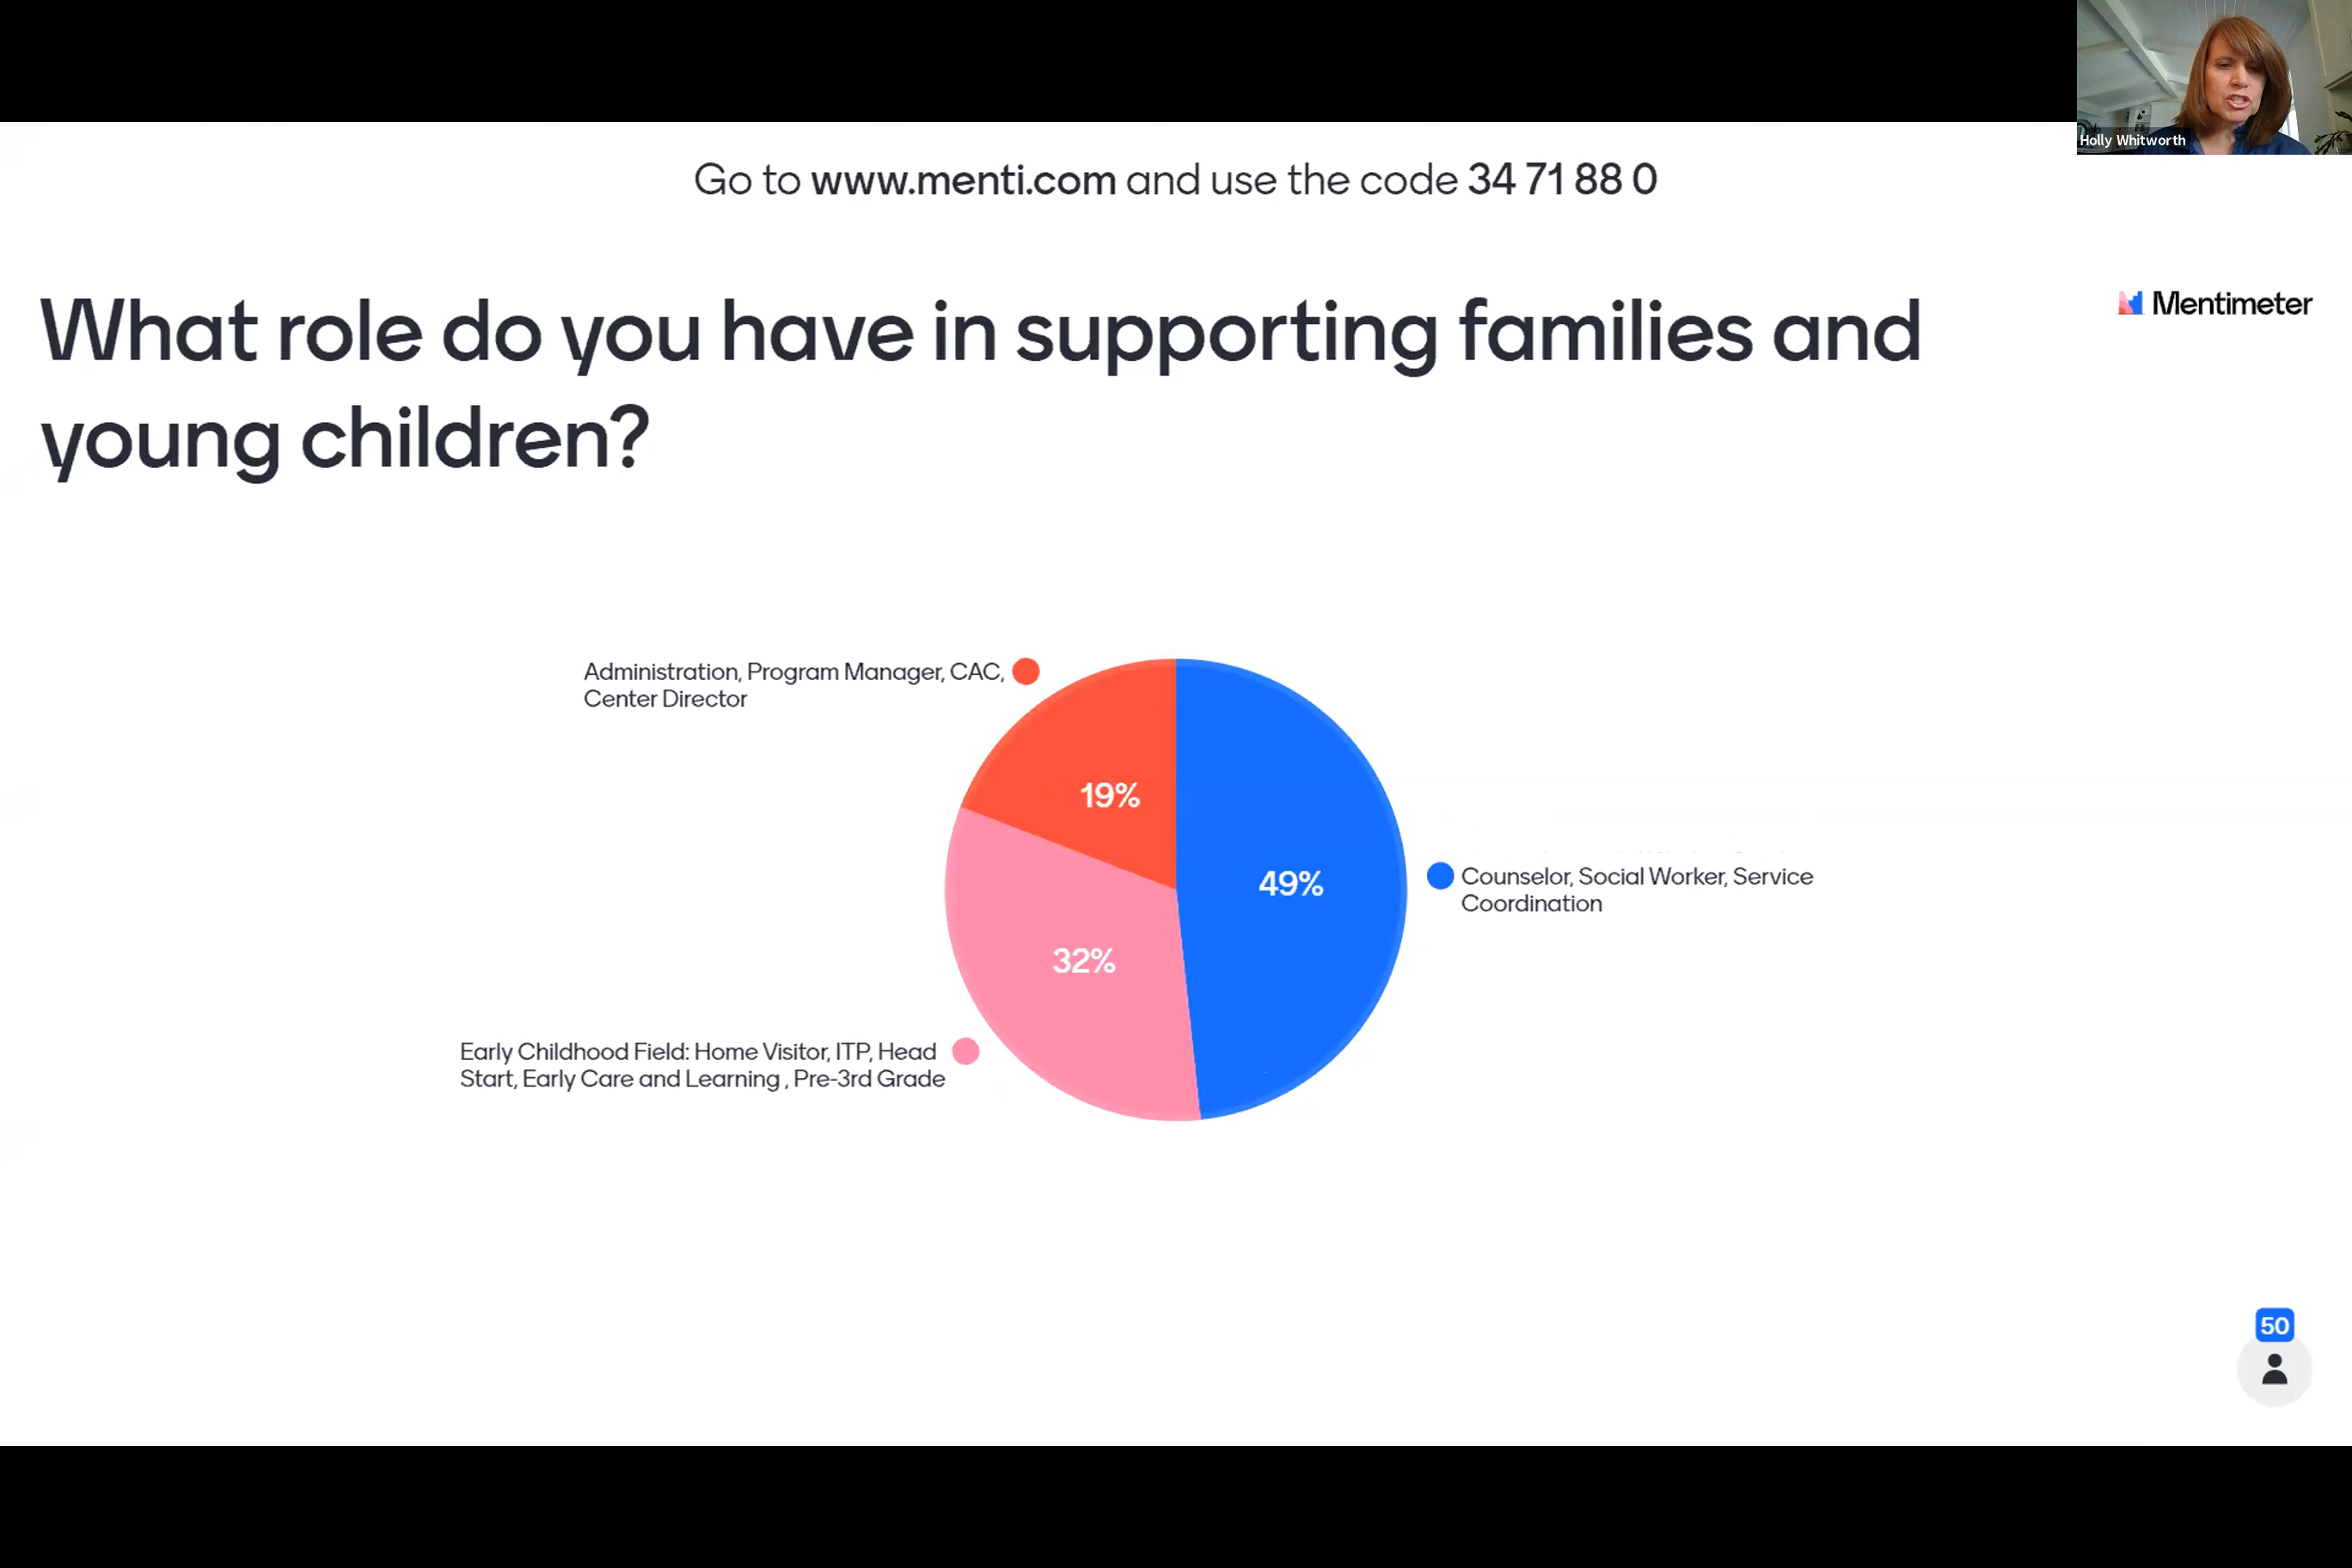 Holly Whitworth
Go to www.menti.com and use the code 34 71 88 0
Mentimeter
What role do you have in supporting families and
young children?
Administration, Program Manager, CAC,
Center Director
19%
49%
Counselor, Social Worker, Service
Coordination
32%
Early Childhood Field: Home Visitor, ITP, Head
Start, Early Care and Learning , Pre-3rd Grade
50